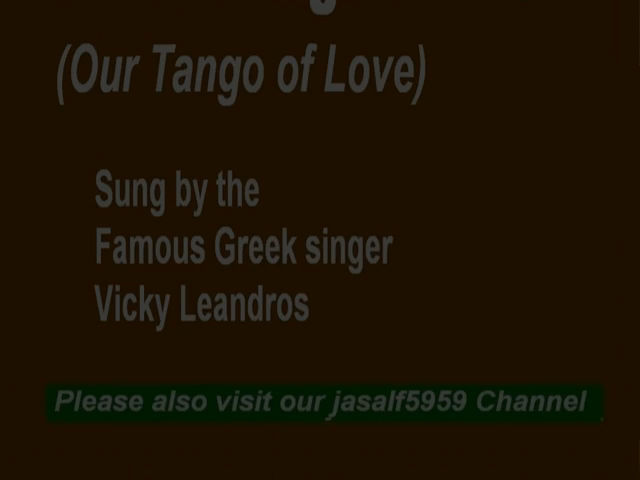 (Our Tango of Love)
Sung by the
Famous Greek singer
Vicky Leandros
Please also visit our jasalf5959 Channel